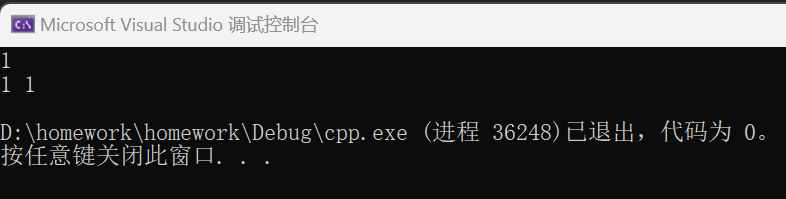 C:\
Microsoft Visual Studio 调试控制台
1
1 1
D:\homework\homework\Debug\cpp.exe (进程 36248)已退出，代码为 0。
按任意键关闭此窗口. . .